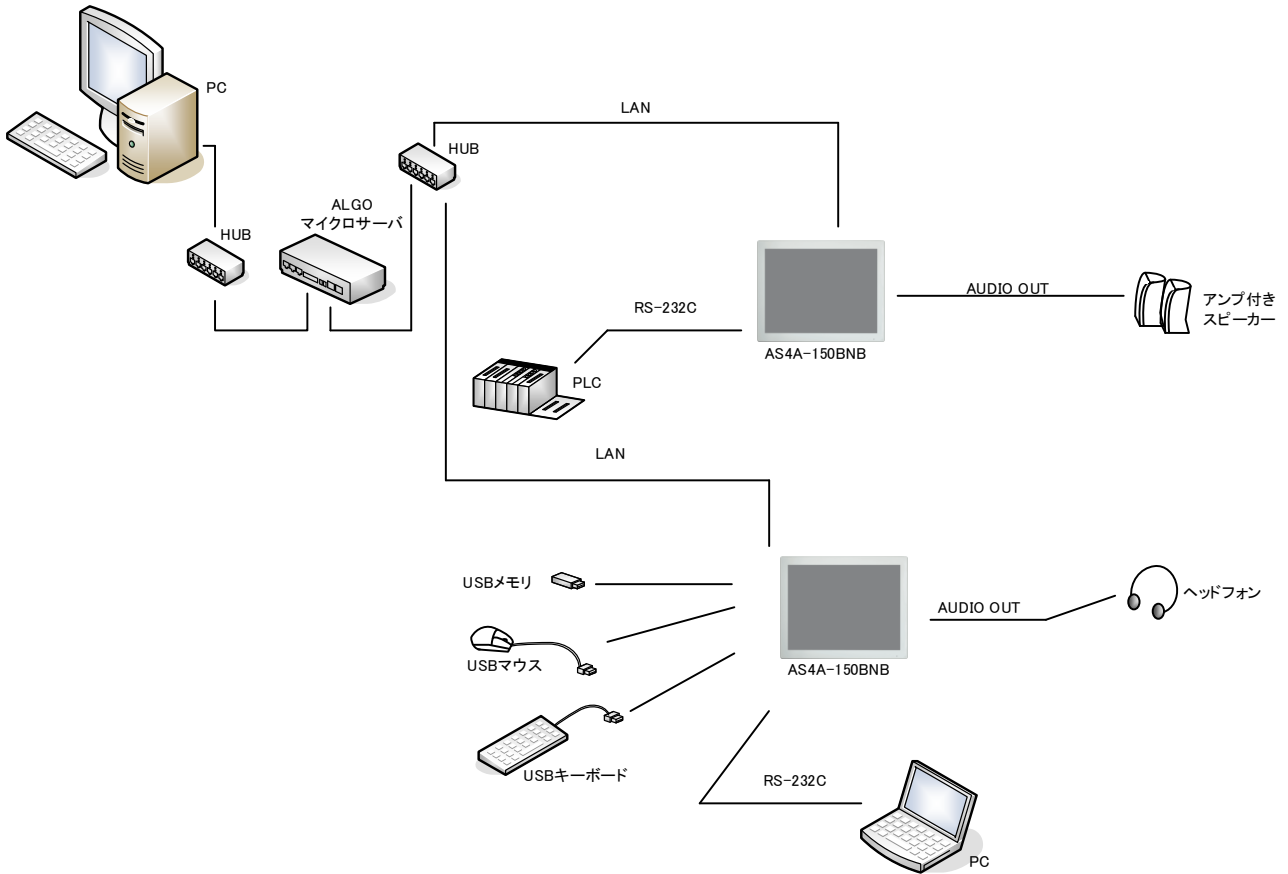 PC
LAN
HUB
ALGO
マイクロサーバ
HUB
RS-232C
AUDIO OUT
アンプ付き
スピーカー
AS4A-150BNB
PLC
LAN
USBメモリ
AUDIO OUT
ヘッドフォン
USBマウス
AS4A-150BNB
USBキーボード
RS-232C
PC